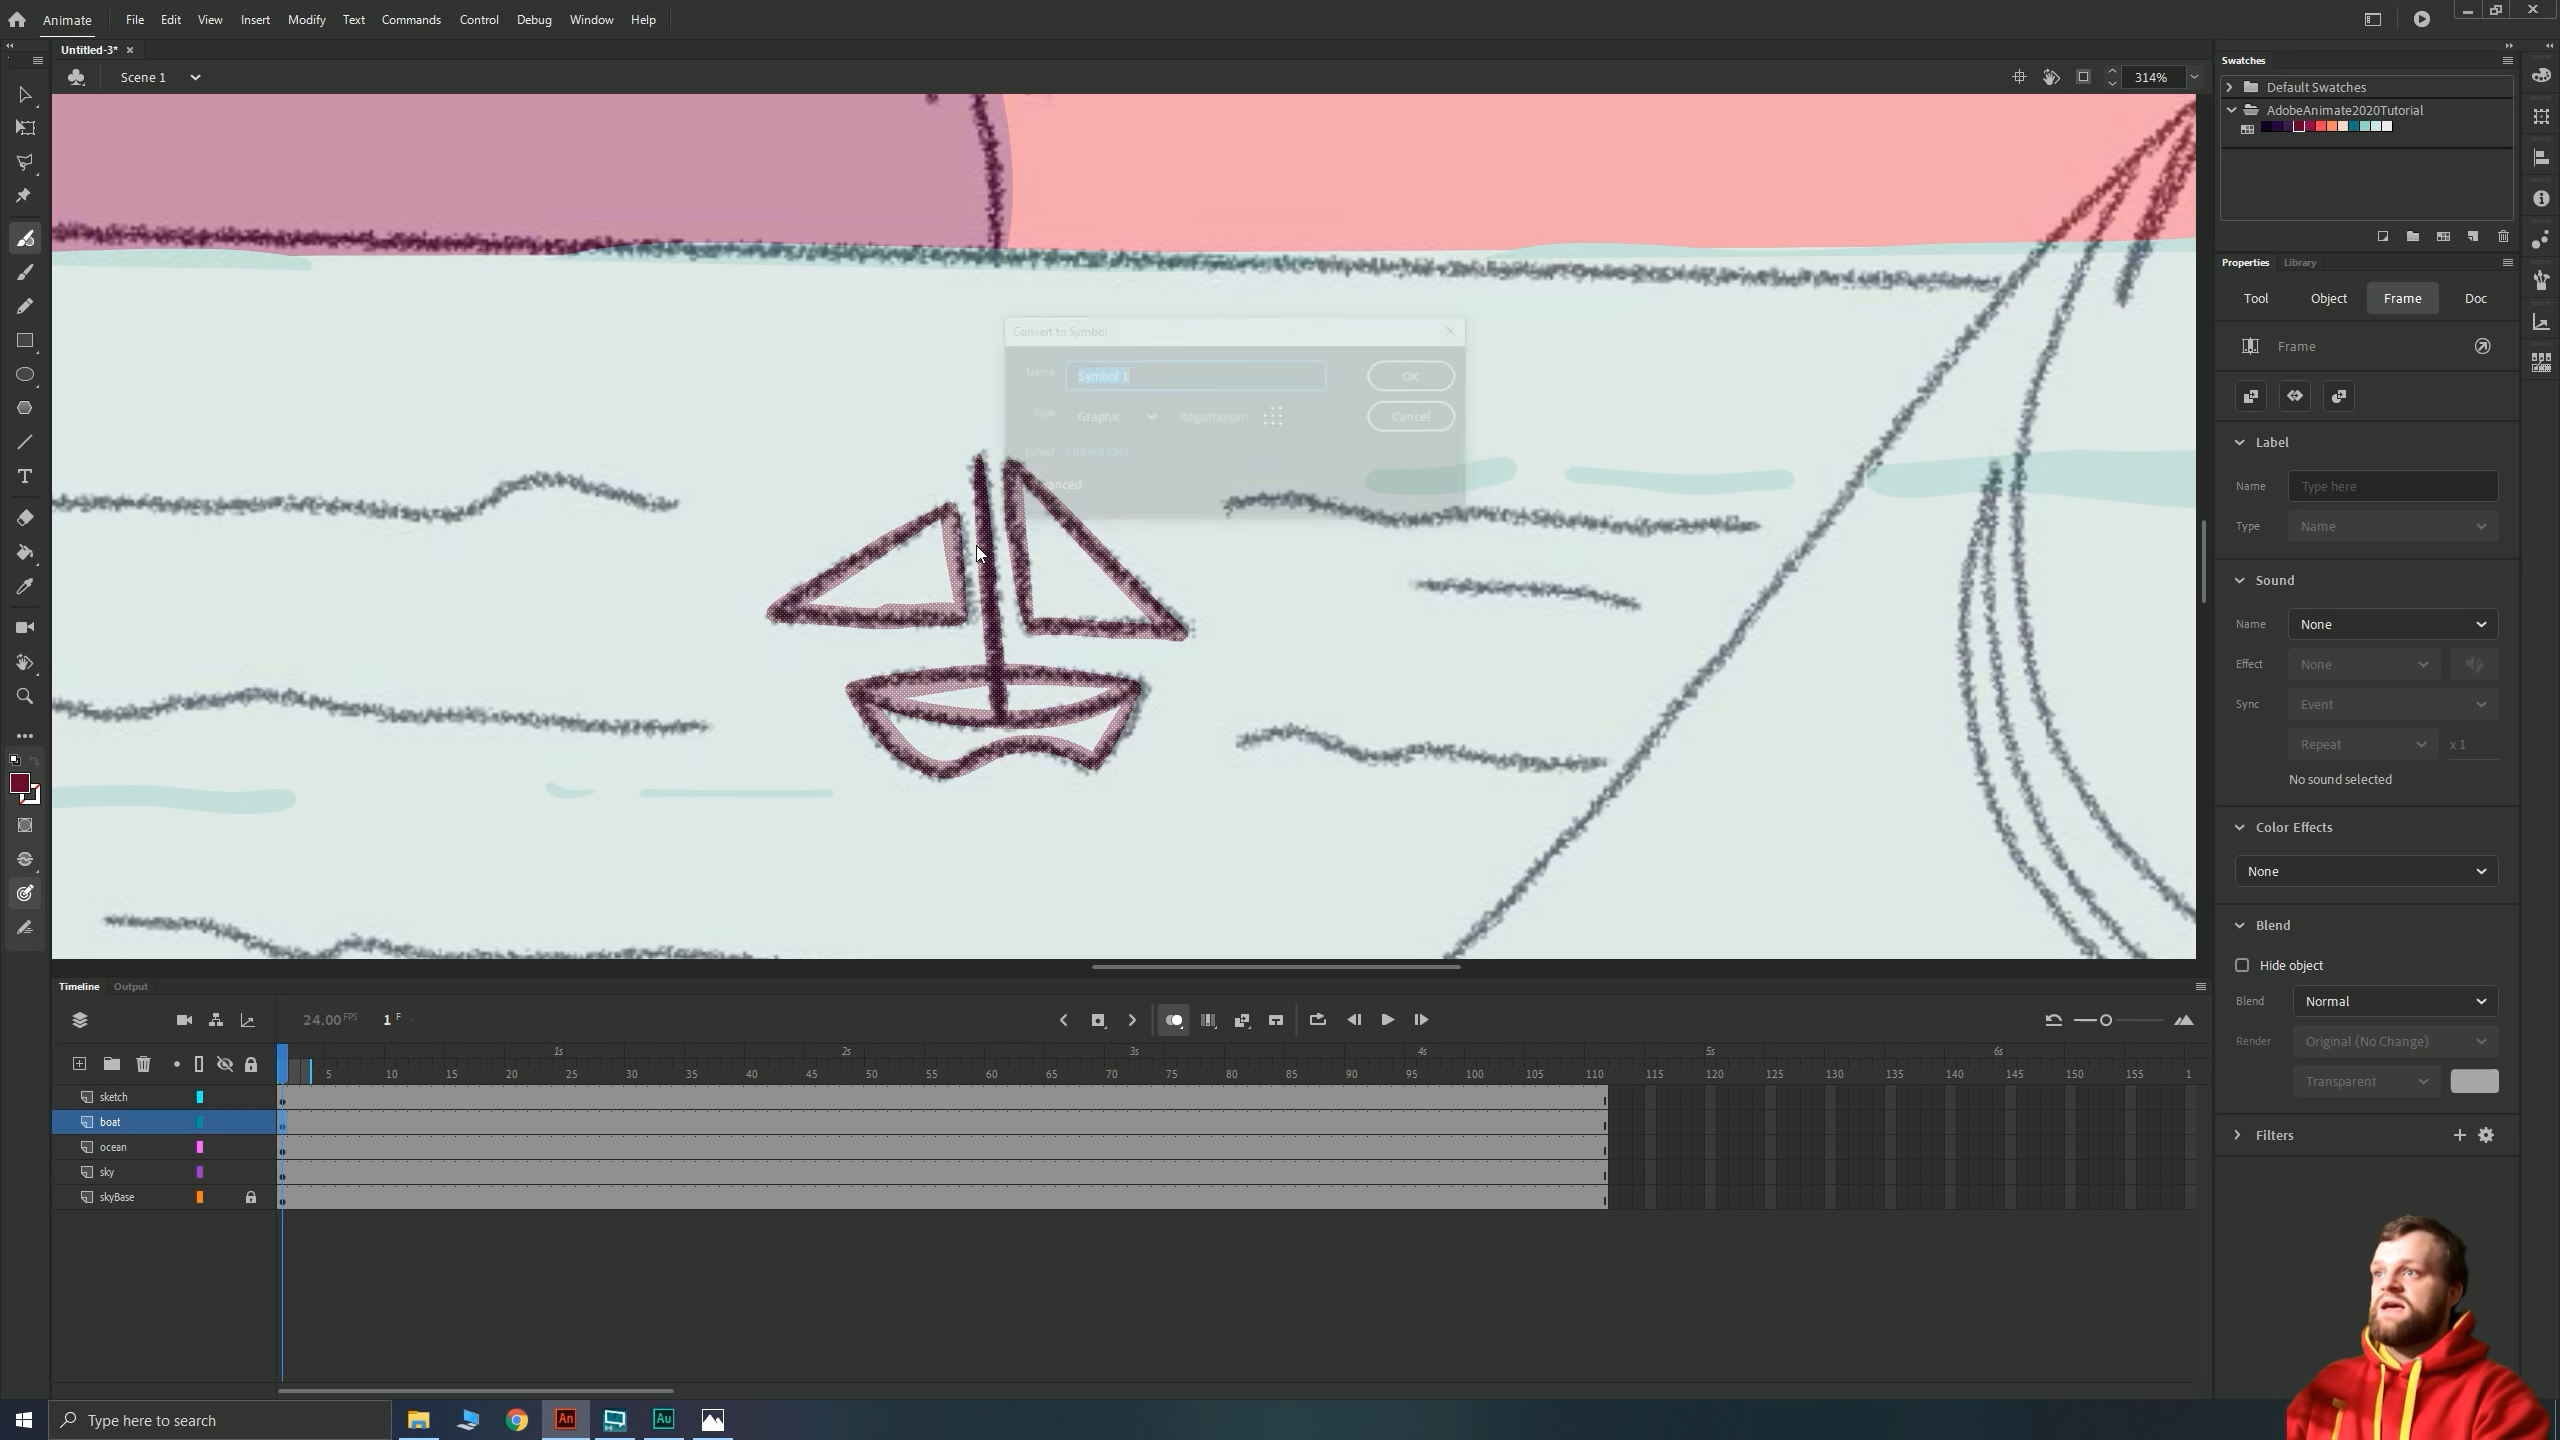 Animate File Edit View Insert Modify Text Commands Control Debug Window Help
Untitled-3*
Scene 1
314%
Convert to Symbol
Name Symbol 1 OK
Type Graphic Registration: Cancel
Folder
Swatches
Default Swatches
AdobeAnimate2020Tutorial
Properties Library
Tool Object Frame Doc
Frame
Label
Name Type here
Type Name
Sound
Name None
Effect None
Sync Event
Repeat x 1
No sound selected
Color Effects
None
Blend
Hide object
Blend Normal
Render Original (No Change)
Transparent
Filters
Timeline Output
24.00 FPS 1 F
1s 2s 3s 4s 5s 6s
5 10 15 20 25 30 35 40 45 50 55 60 65 70 75 80 85 90 95 100 105 110 115 120 125 130 135 140 145 150 155 1
sketch
boat
ocean
sky
skyBase
Type here to search
An Au